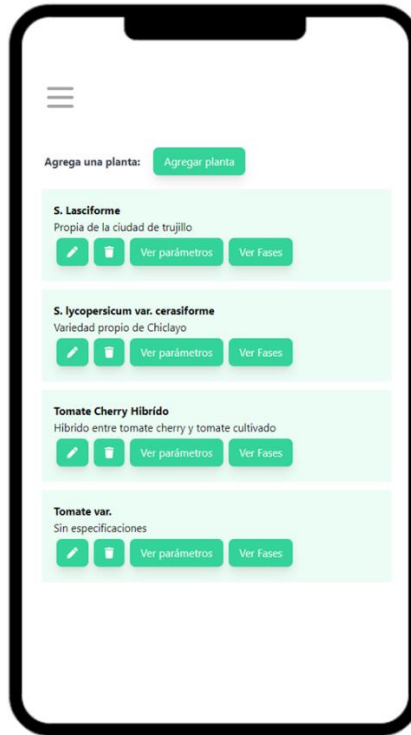 Agrega una planta: Agregar planta
S. Lasciforme
Propia de la ciudad de trujillo
Ver parámetros Ver Fases
S. lycopersicum var. cerasiforme
Variedad propio de Chiclayo
Ver parámetros Ver Fases
Tomate Cherry Hibrído
Hibrido entre tomate cherry y tomate cultivado
Ver parámetros Ver Fases
Tomate var.
Sin especificaciones
Ver parámetros Ver Fases